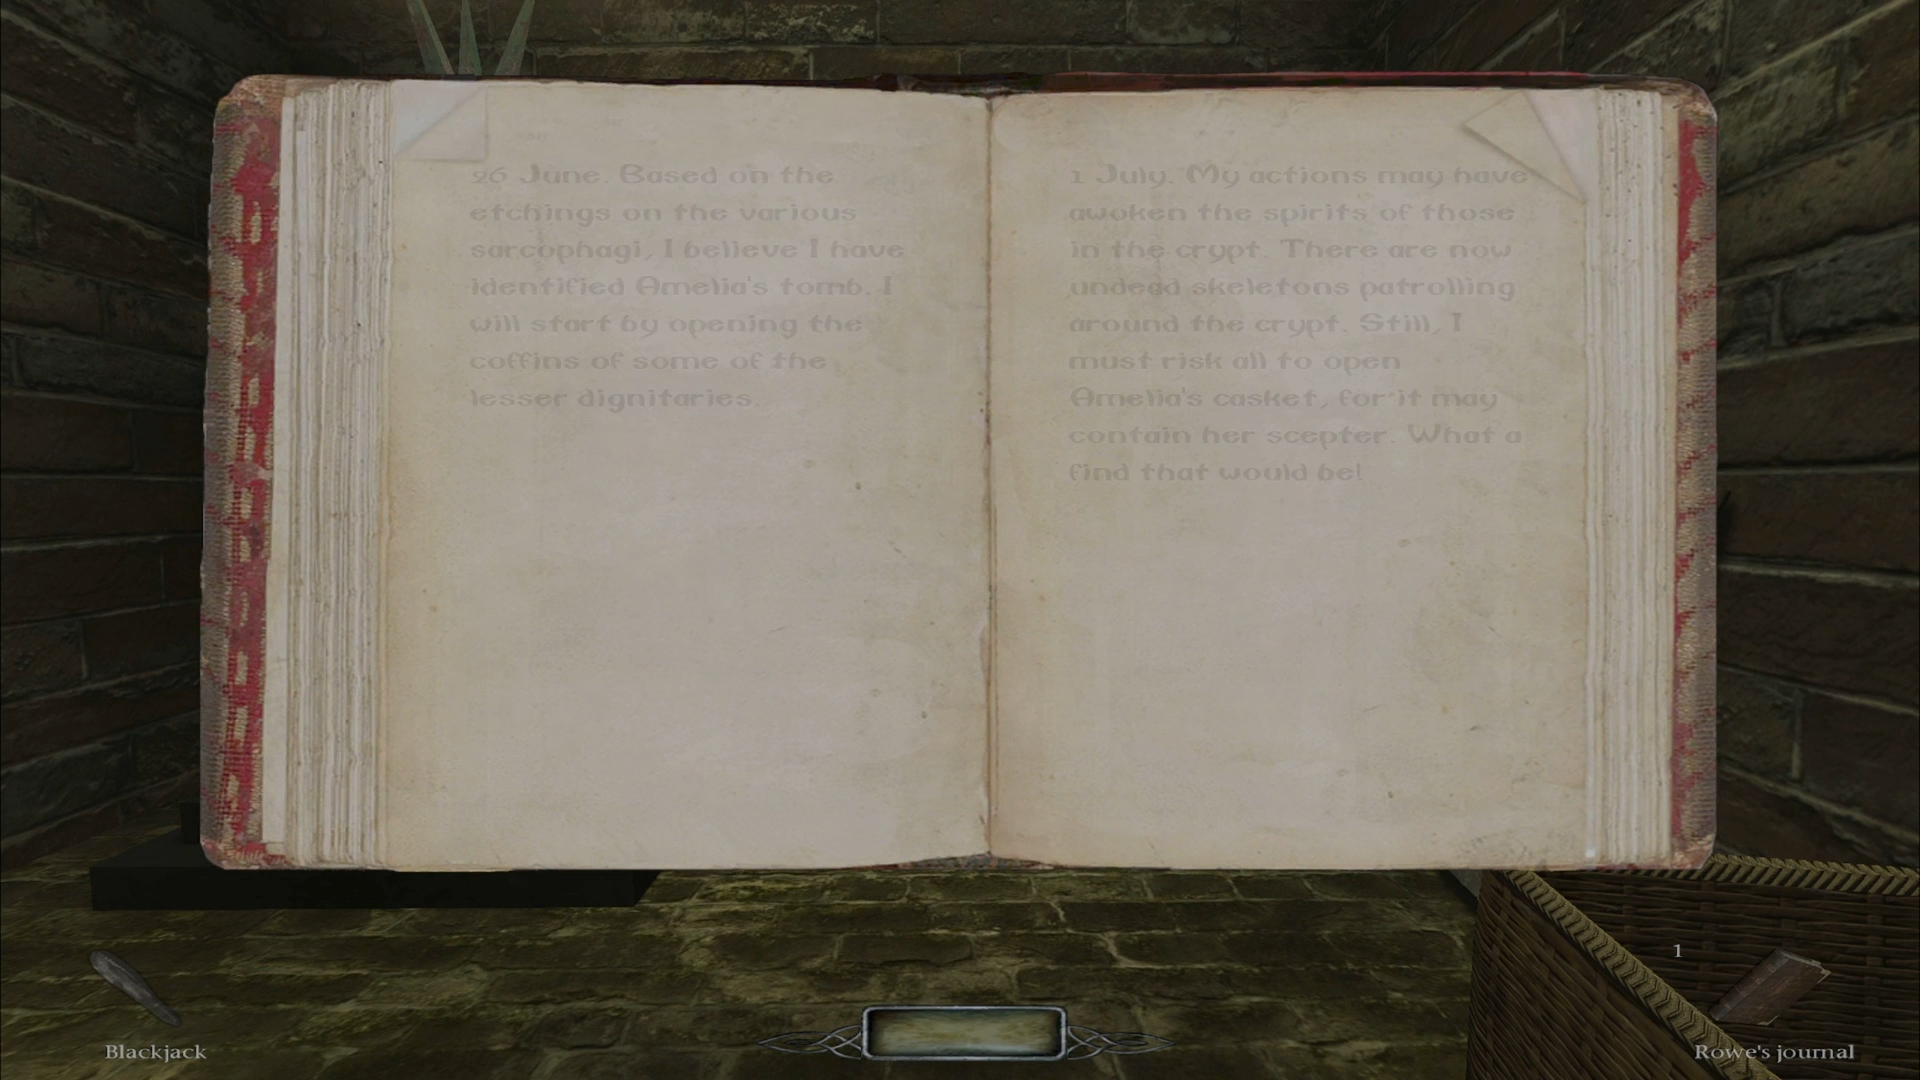 26 June. Based on the
etchings on the various
sarcophagi, I believe I have
identified Amelia's tomb. I
will start by opening the
coffins of some of the
lesser dignitaries.
1 July. My actions may have
awoken the spirits of those
in the crypt. There are now
undead skeletons patrolling
around the crypt. Still, I
must risk all to open
Amelia's casket, for it may
contain her scepter. What a
find that would be!
1
Blackjack
Rowe's journal